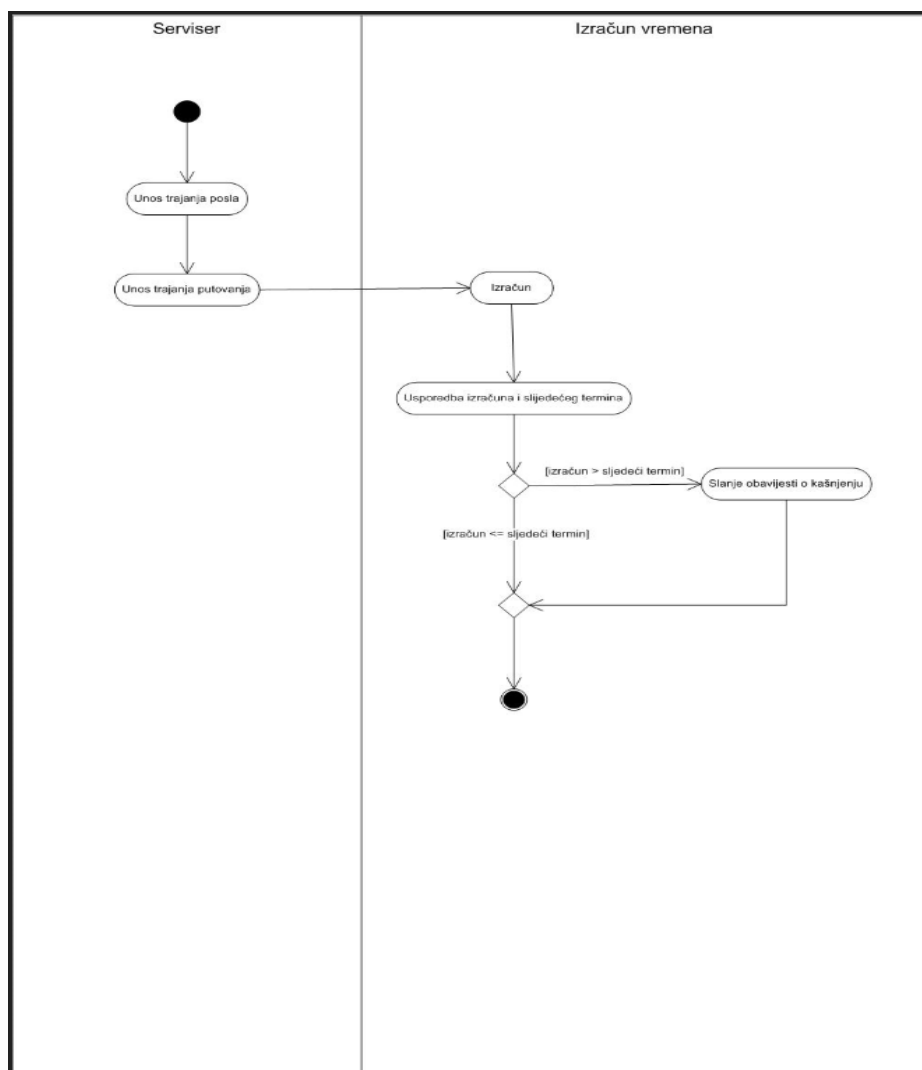 Serviser
Izračun vremena
Unos trajanja posla
Unos trajanja putovanja
Izračun
Usporedba izračuna i slijedećeg termina
[izračun > sljedeći termin]
Slanje obavijesti o kašnjenju
[izračun <= sljedeći termin]